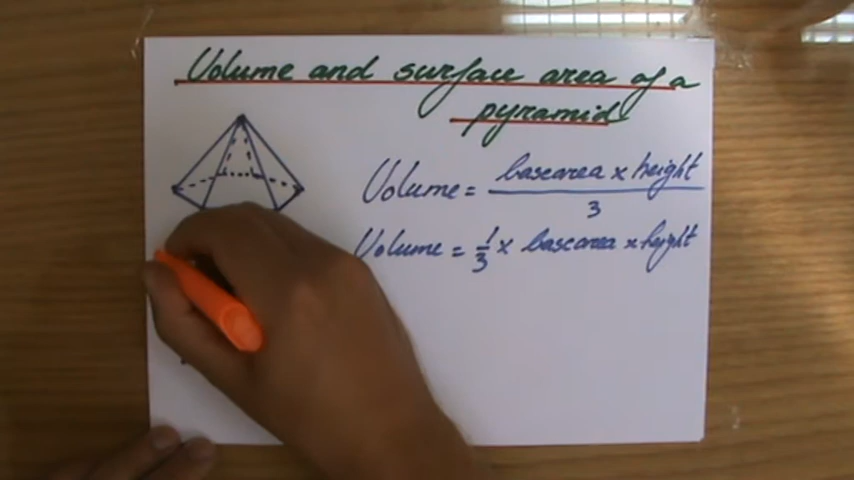 Volume and surface area of a
pyramid
Volume = basearea x height
3
Volume = 1/3 x basearea x height